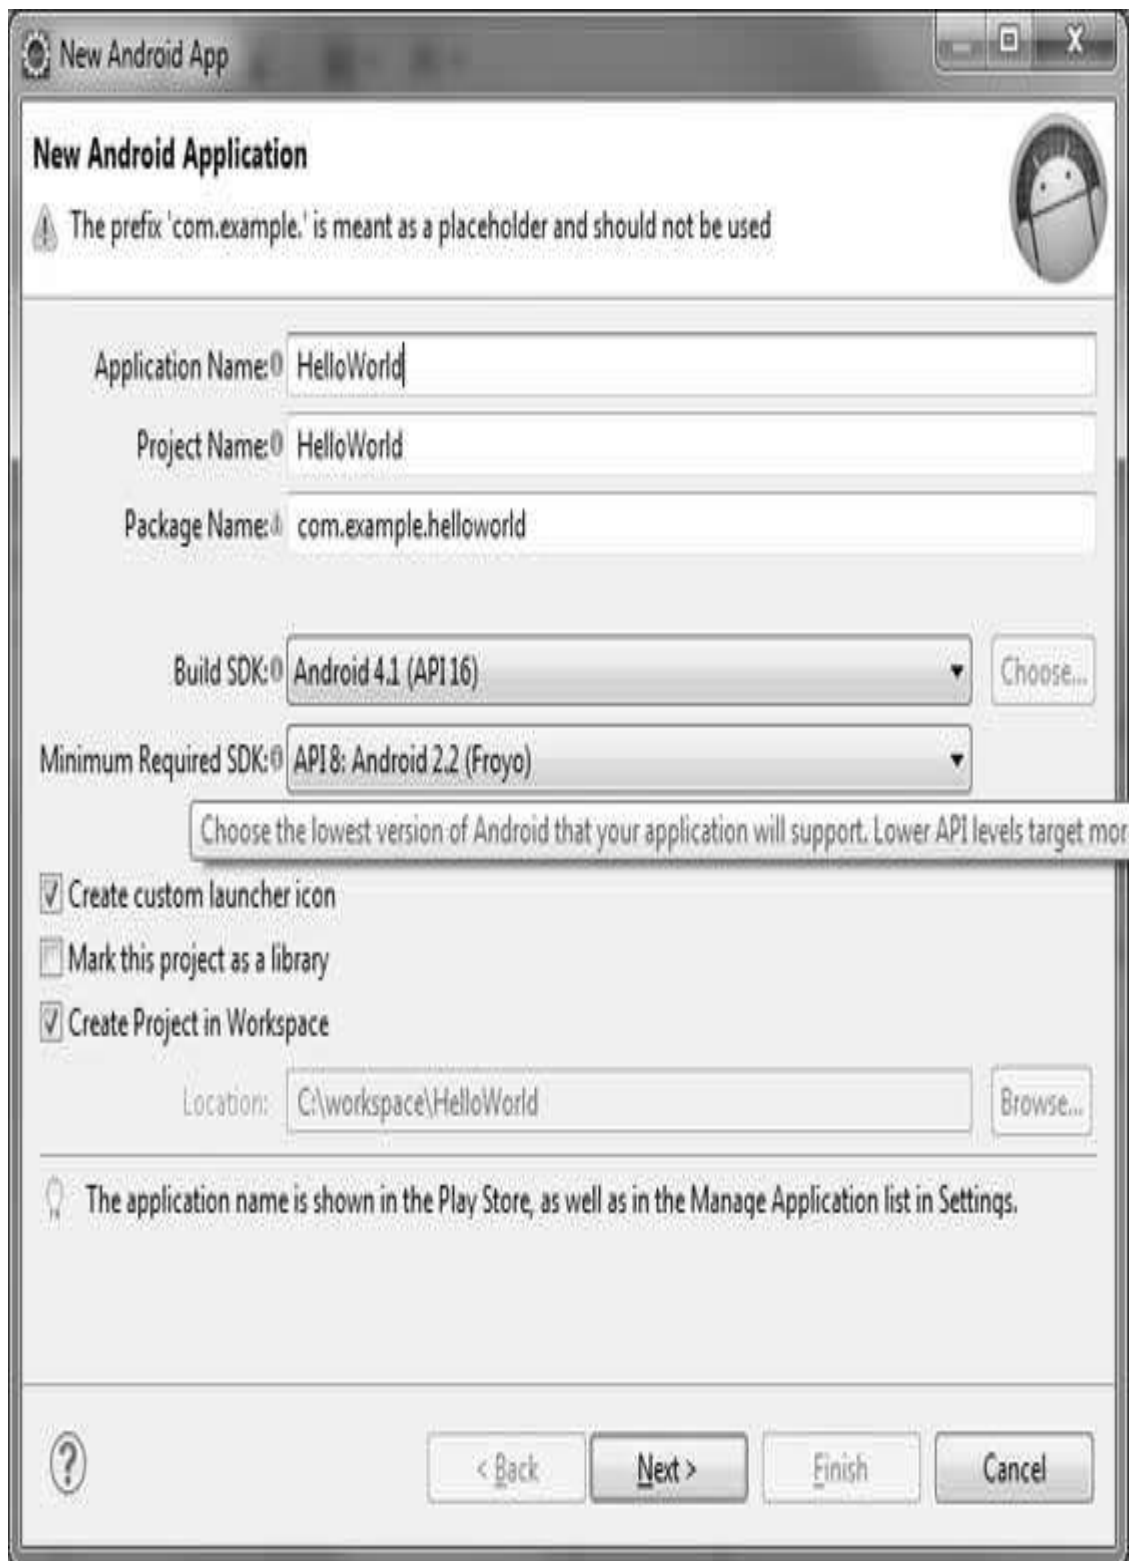 New Android App
New Android Application
The prefix 'com.example.' is meant as a placeholder and should not be used
Application Name: HelloWorld
Project Name: HelloWorld
Package Name: com.example.helloworld
Build SDK: Android 4.1 (API 16) Choose...
Minimum Required SDK: API 8: Android 2.2 (Froyo)
Choose the lowest version of Android that your application will support. Lower API levels target mor
Create custom launcher icon
Mark this project as a library
Create Project in Workspace
Location: C:\workspace\HelloWorld Browse...
The application name is shown in the Play Store, as well as in the Manage Application list in Settings.
? < Back Next > Finish Cancel